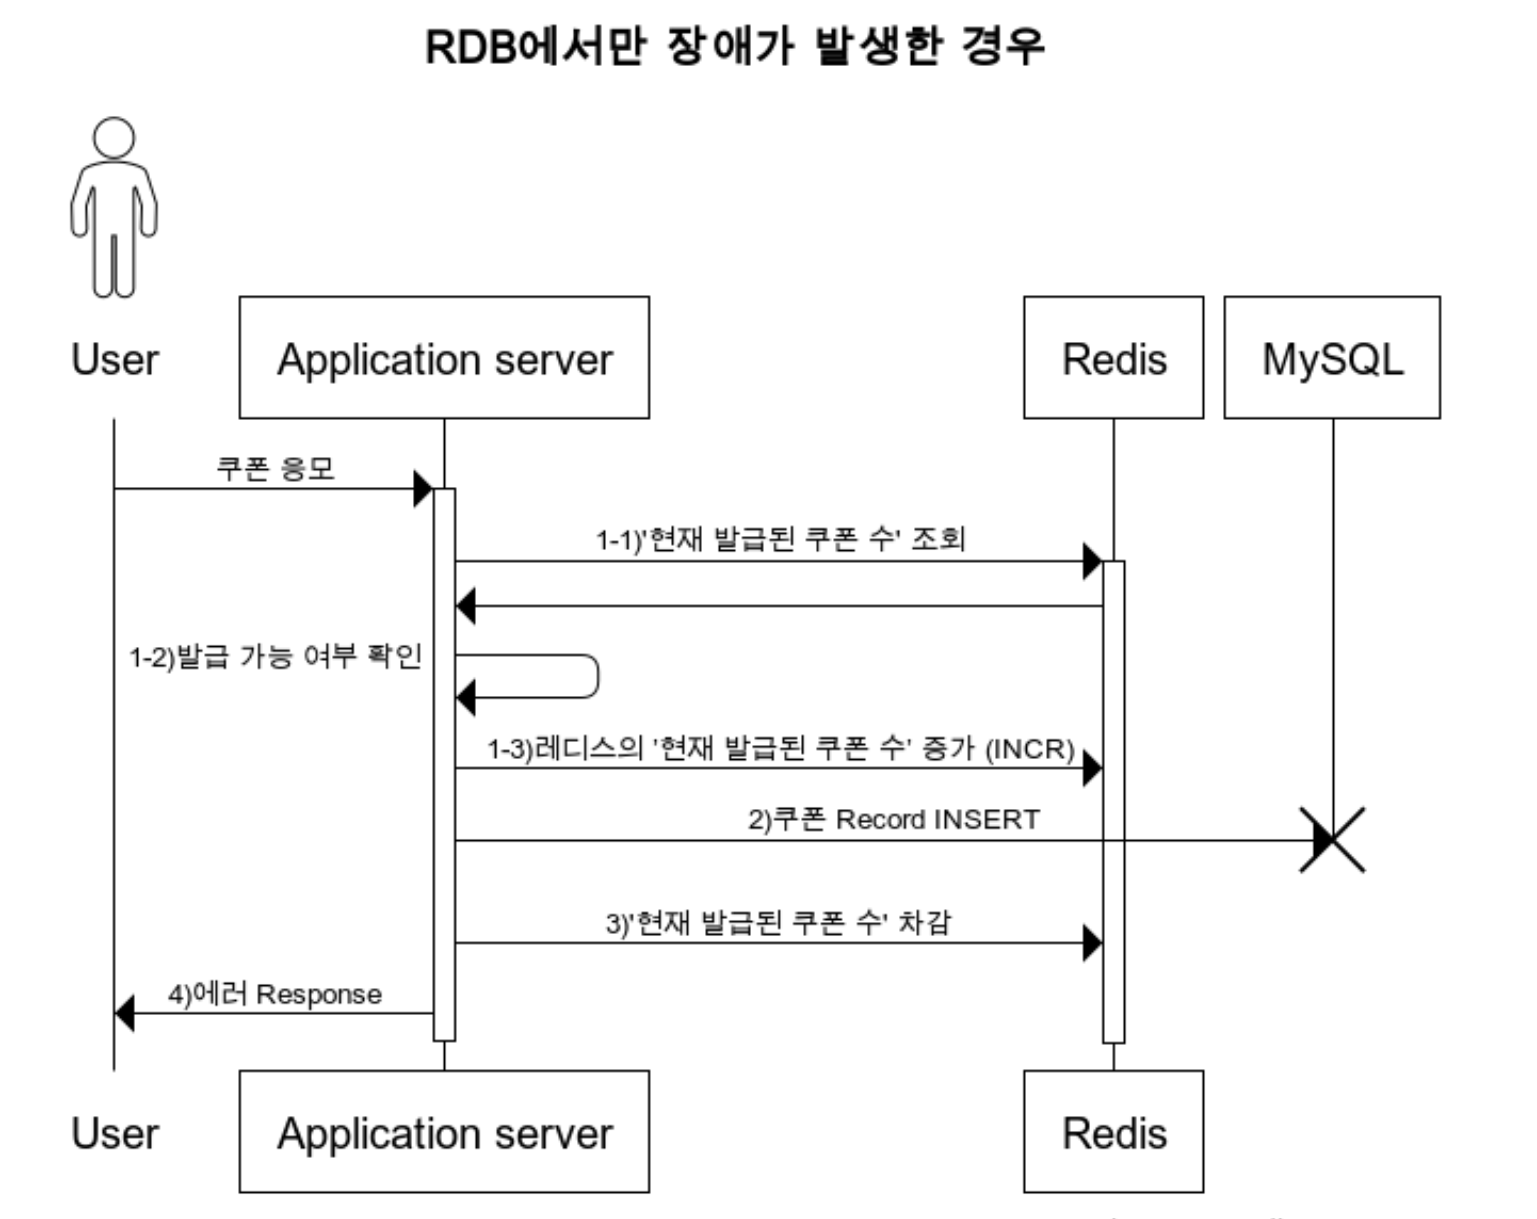 RDB에서만 장애가 발생한 경우
User
Application server
Redis
MySQL
쿠폰 응모
1-1)'현재 발급된 쿠폰 수' 조회
1-2)발급 가능 여부 확인
1-3)레디스의 '현재 발급된 쿠폰 수' 증가 (INCR)
2)쿠폰 Record INSERT
3)'현재 발급된 쿠폰 수' 차감
4)에러 Response
User
Application server
Redis